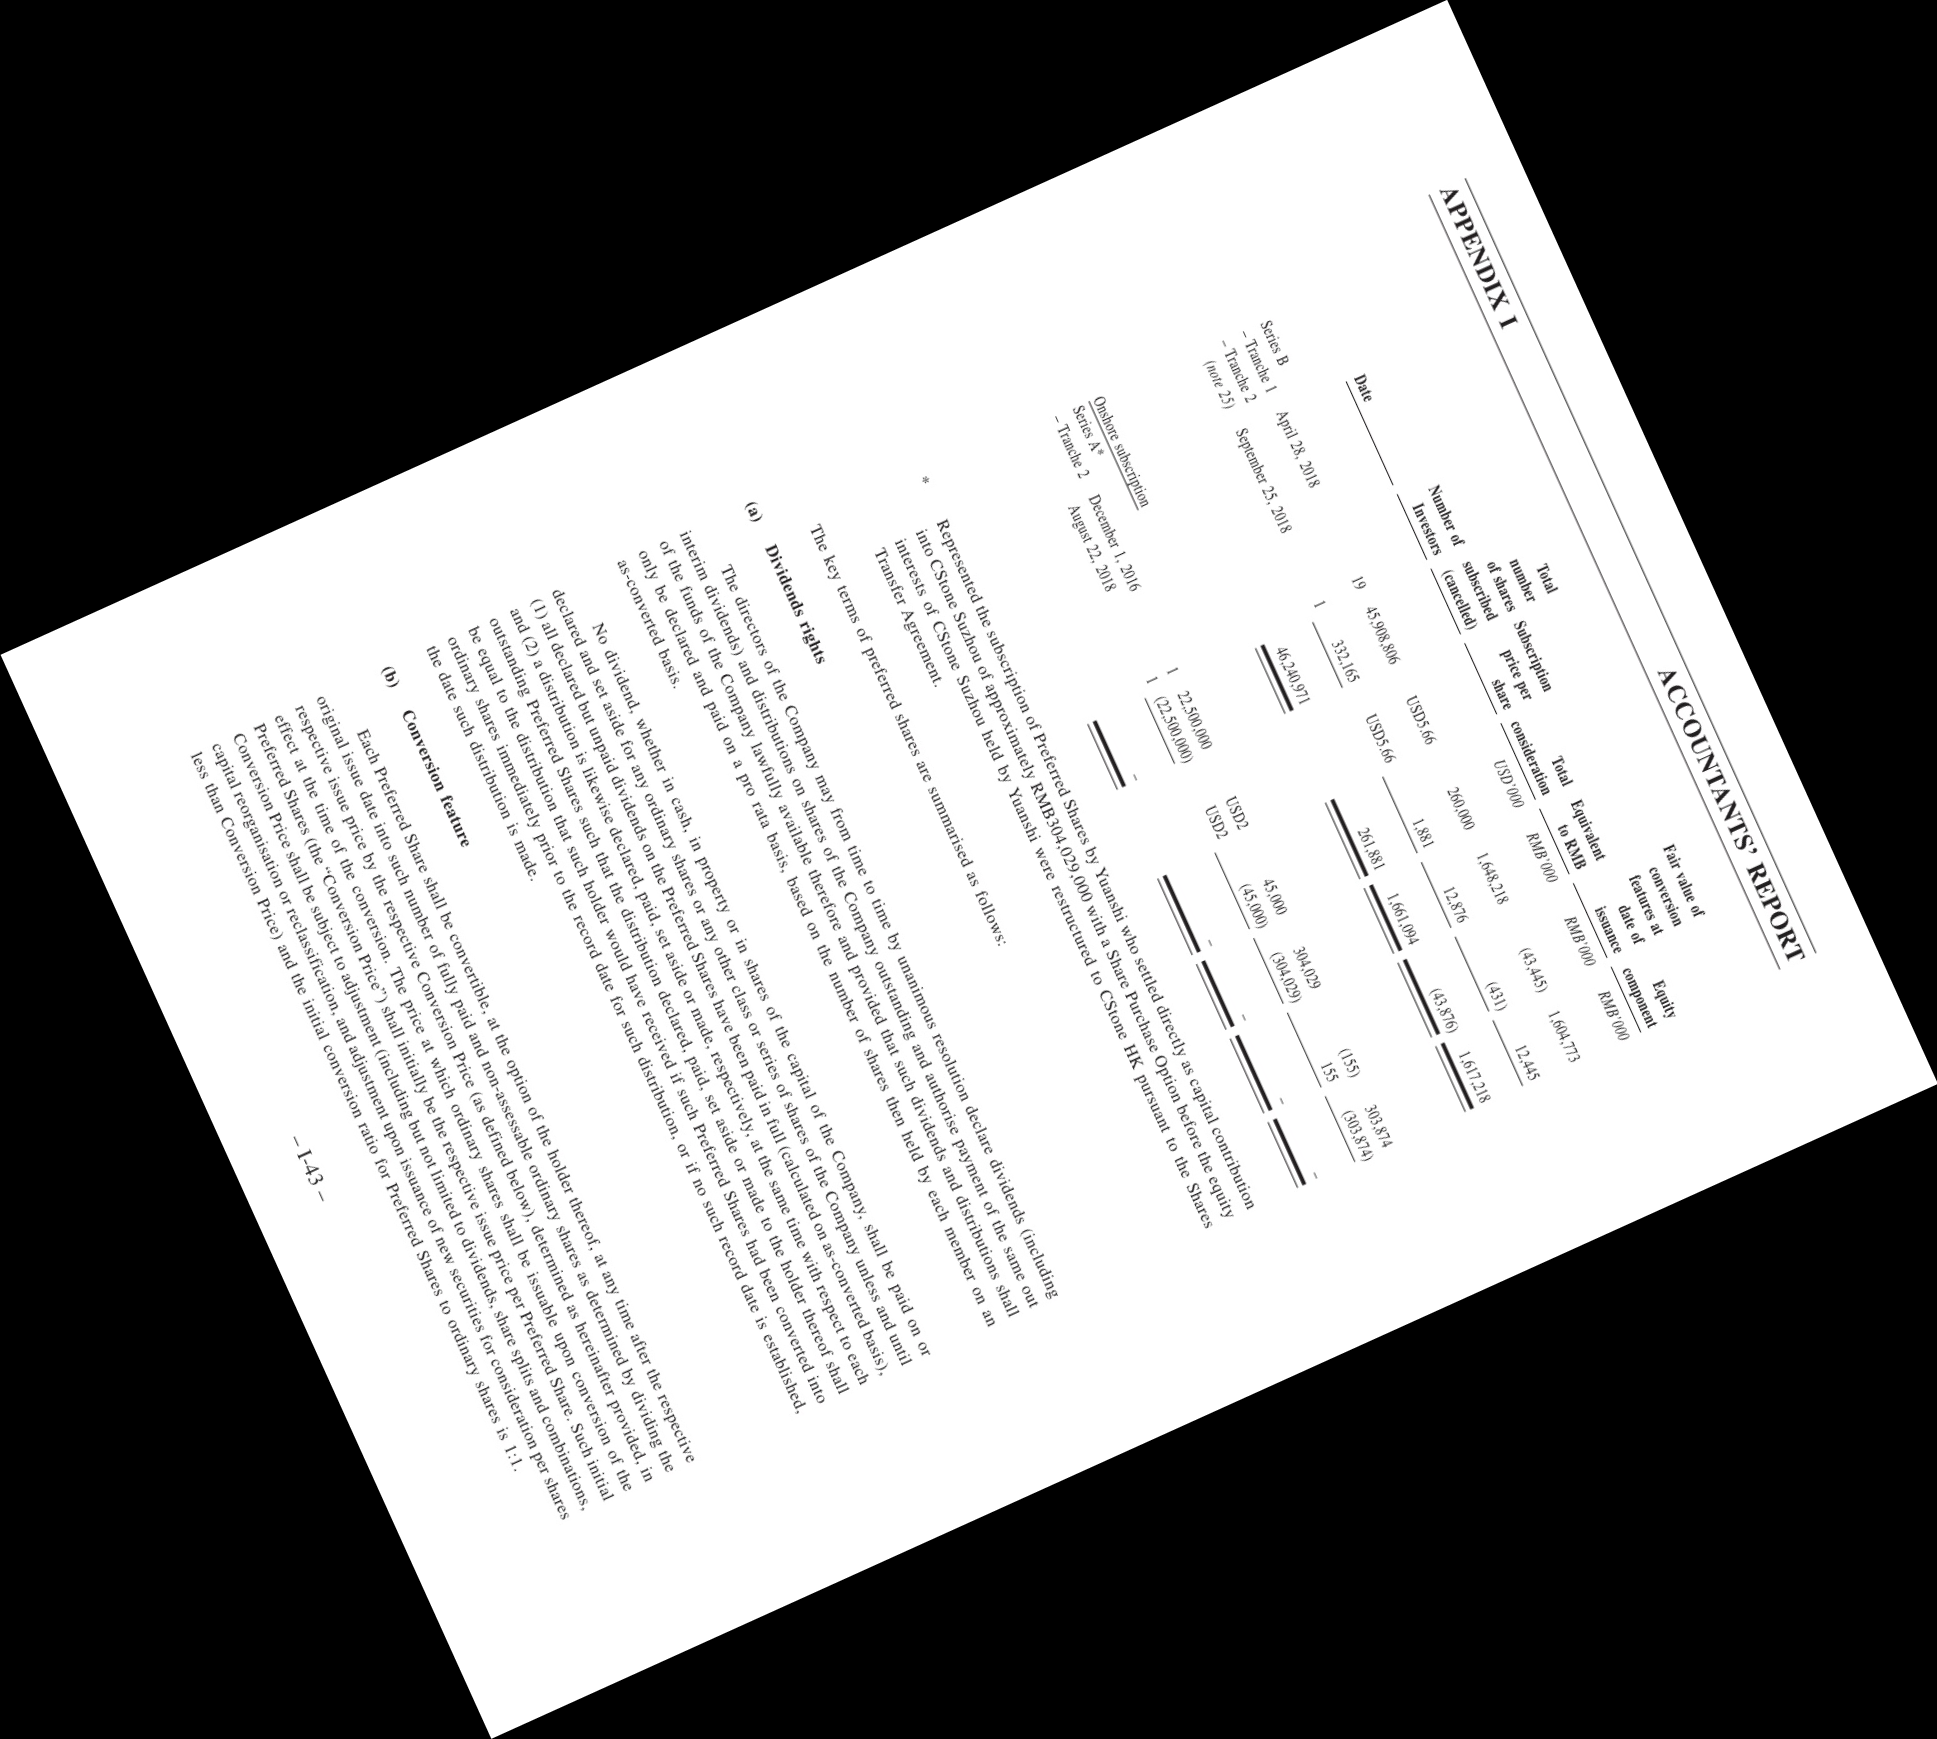 APPENDIX I ACCOUNTANTS’ REPORT
Date Number of Investors Total number of shares subscribed (cancelled) Subscription price per share Total consideration Equivalent to RMB Fair value of conversion features at date of issuance Equity component
USD’000 RMB’000 RMB’000 RMB’000
Series B
– Tranche 1 April 28, 2018 19 45,908,806 USD5.66 260,000 1,648,218 (43,445) 1,604,773
– Tranche 2
(note 25) September 25, 2018 1 332,165 USD5.66 1,881 12,876 (431) 12,445
46,240,971 261,881 1,661,094 (43,876) 1,617,218
Onshore subscription
Series A* December 1, 2016 1 22,500,000 USD2 45,000 304,029 (155) 303,874
– Tranche 2 August 22, 2018 1 (22,500,000) USD2 (45,000) (304,029) 155 (303,874)
– – – – –
* Represented the subscription of Preferred Shares by Yuanshi who settled directly as capital contribution
into CStone Suzhou of approximately RMB304,029,000 with a Share Purchase Option before the equity
interests of CStone Suzhou held by Yuanshi were restructured to CStone HK pursuant to the Shares
Transfer Agreement.
The key terms of preferred shares are summarised as follows:
(a) Dividends rights
The directors of the Company may from time to time by unanimous resolution declare dividends (including
interim dividends) and distributions on shares of the Company outstanding and authorise payment of the same out
of the funds of the Company lawfully available therefore and provided that such dividends and distributions shall
only be declared and paid on a pro rata basis, based on the number of shares then held by each member on an
as-converted basis.
No dividend, whether in cash, in property or in shares of the capital of the Company, shall be paid on or
declared and set aside for any ordinary shares or any other class or series of shares of the Company unless and until
(1) all declared but unpaid dividends on the Preferred Shares have been paid in full (calculated on as-converted basis),
and (2) a distribution is likewise declared, paid, set aside or made, respectively, at the same time with respect to each
outstanding Preferred Shares such that the distribution declared, paid, set aside or made to the holder thereof shall
be equal to the distribution that such holder would have received if such Preferred Shares had been converted into
ordinary shares immediately prior to the record date for such distribution, or if no such record date is established,
the date such distribution is made.
(b) Conversion feature
Each Preferred Share shall be convertible, at the option of the holder thereof, at any time after the respective
original issue date into such number of fully paid and non-assessable ordinary shares as determined by dividing the
respective issue price by the respective Conversion Price (as defined below), determined as hereinafter provided, in
effect at the time of the conversion. The price at which ordinary shares shall be issuable upon conversion of the
Preferred Shares (the “Conversion Price”) shall initially be the respective issue price per Preferred Share. Such initial
Conversion Price shall be subject to adjustment (including but not limited to dividends, share splits and combinations,
capital reorganisation or reclassification, and adjustment upon issuance of new securities for consideration per shares
less than Conversion Price) and the initial conversion ratio for Preferred Shares to ordinary shares is 1:1.
– I-43 –